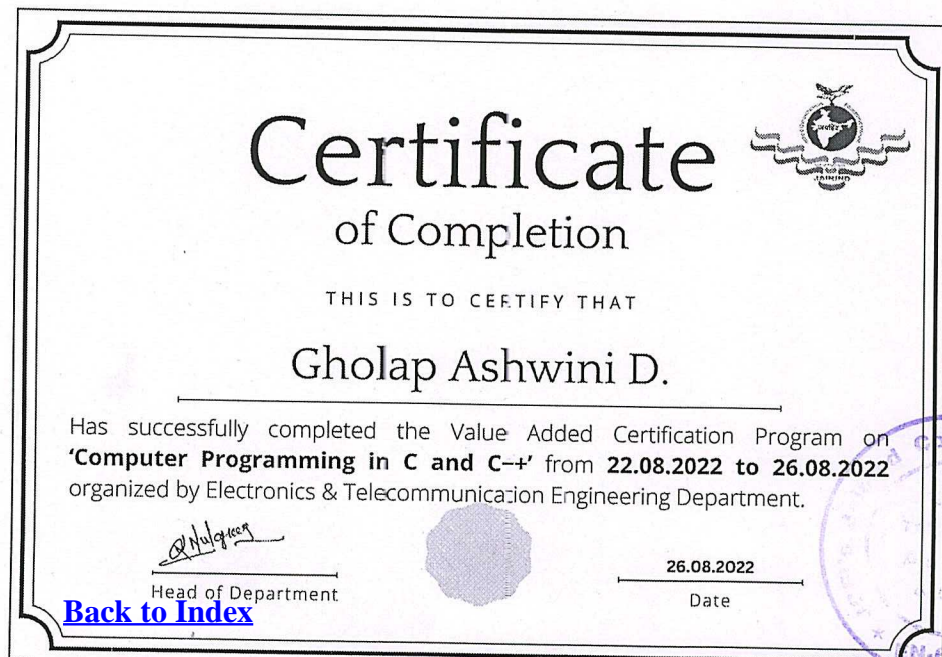 Certificate
of Completion
जयहिंद
JAIHIND
THIS IS TO CERTIFY THAT
Gholap Ashwini D.
Has successfully completed the Value Added Certification Program on
'Computer Programming in C and C-+' from 22.08.2022 to 26.08.2022
organized by Electronics & Telecommunication Engineering Department.
26.08.2022
Head of Department
Date
Back to Index